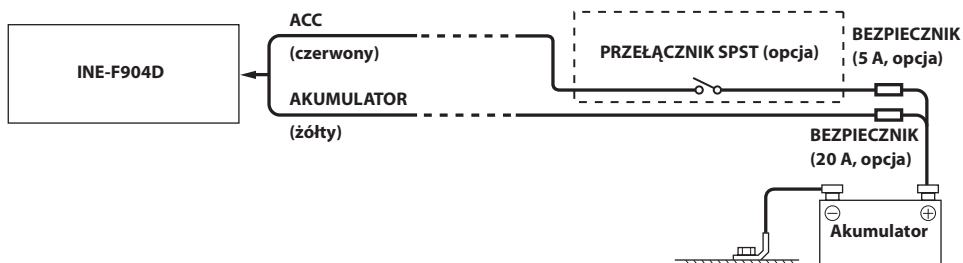 ACC
(czerwony)
INE-F904D
AKUMULATOR
(żółty)
PRZEŁĄCZNIK SPST (opcja)
BEZPIECZNIK
(5 A, opcja)
BEZPIECZNIK
(20 A, opcja)
Akumulator